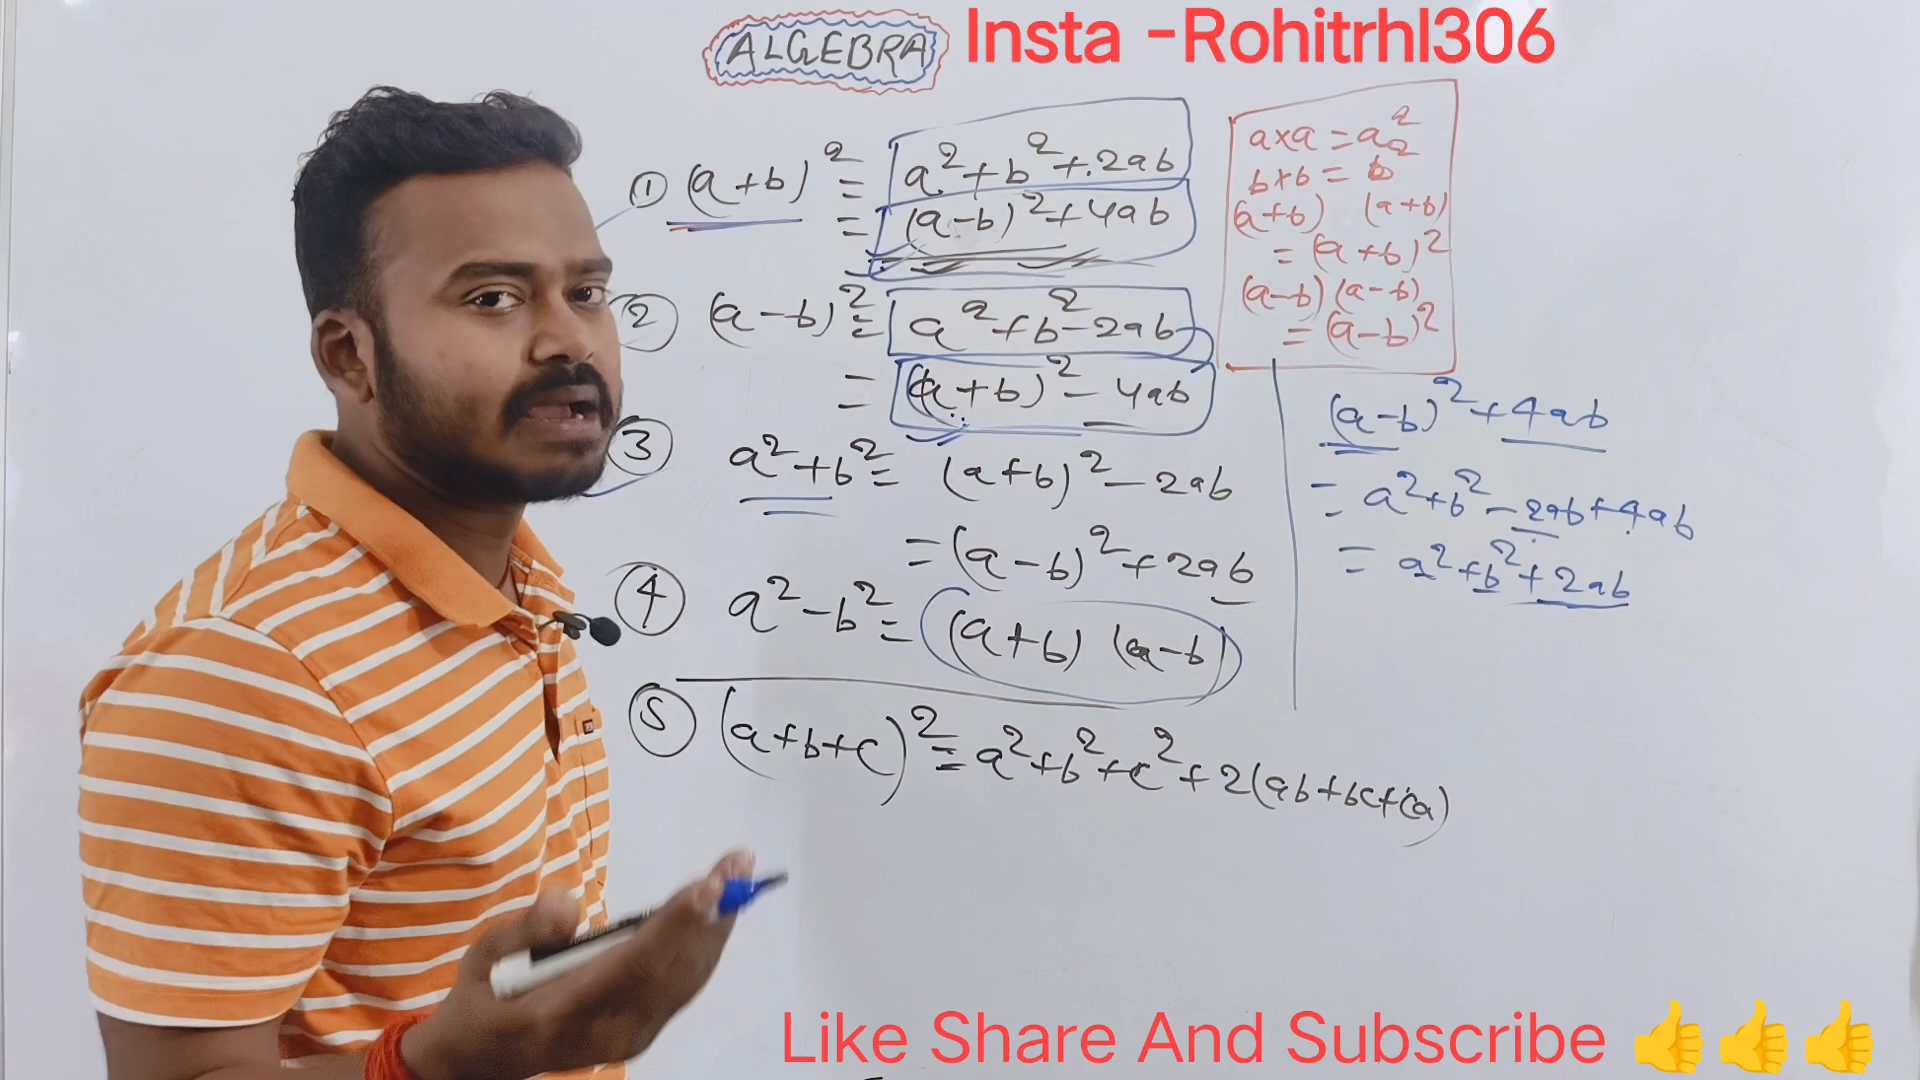 ALGEBRA
Insta -Rohitrhl306
① (a+b)² = a²+b²+2ab
= (a-b)²+4ab
② (a-b)² = a²+b²-2ab
= (a+b)²-4ab
③ a²+b² = (a+b)²-2ab
= (a-b)²+2ab
④ a²-b² = (a+b) (a-b)
⑤ (a+b+c)² = a²+b²+c²+2(ab+bc+ca)
a×a = a²
b×b = b²
(a+b) (a+b)
= (a+b)²
(a-b) (a-b)
= (a-b)²
(a-b)²+4ab
= a²+b²-2ab+4ab
= a²+b²+2ab
Like Share And Subscribe 👍👍👍